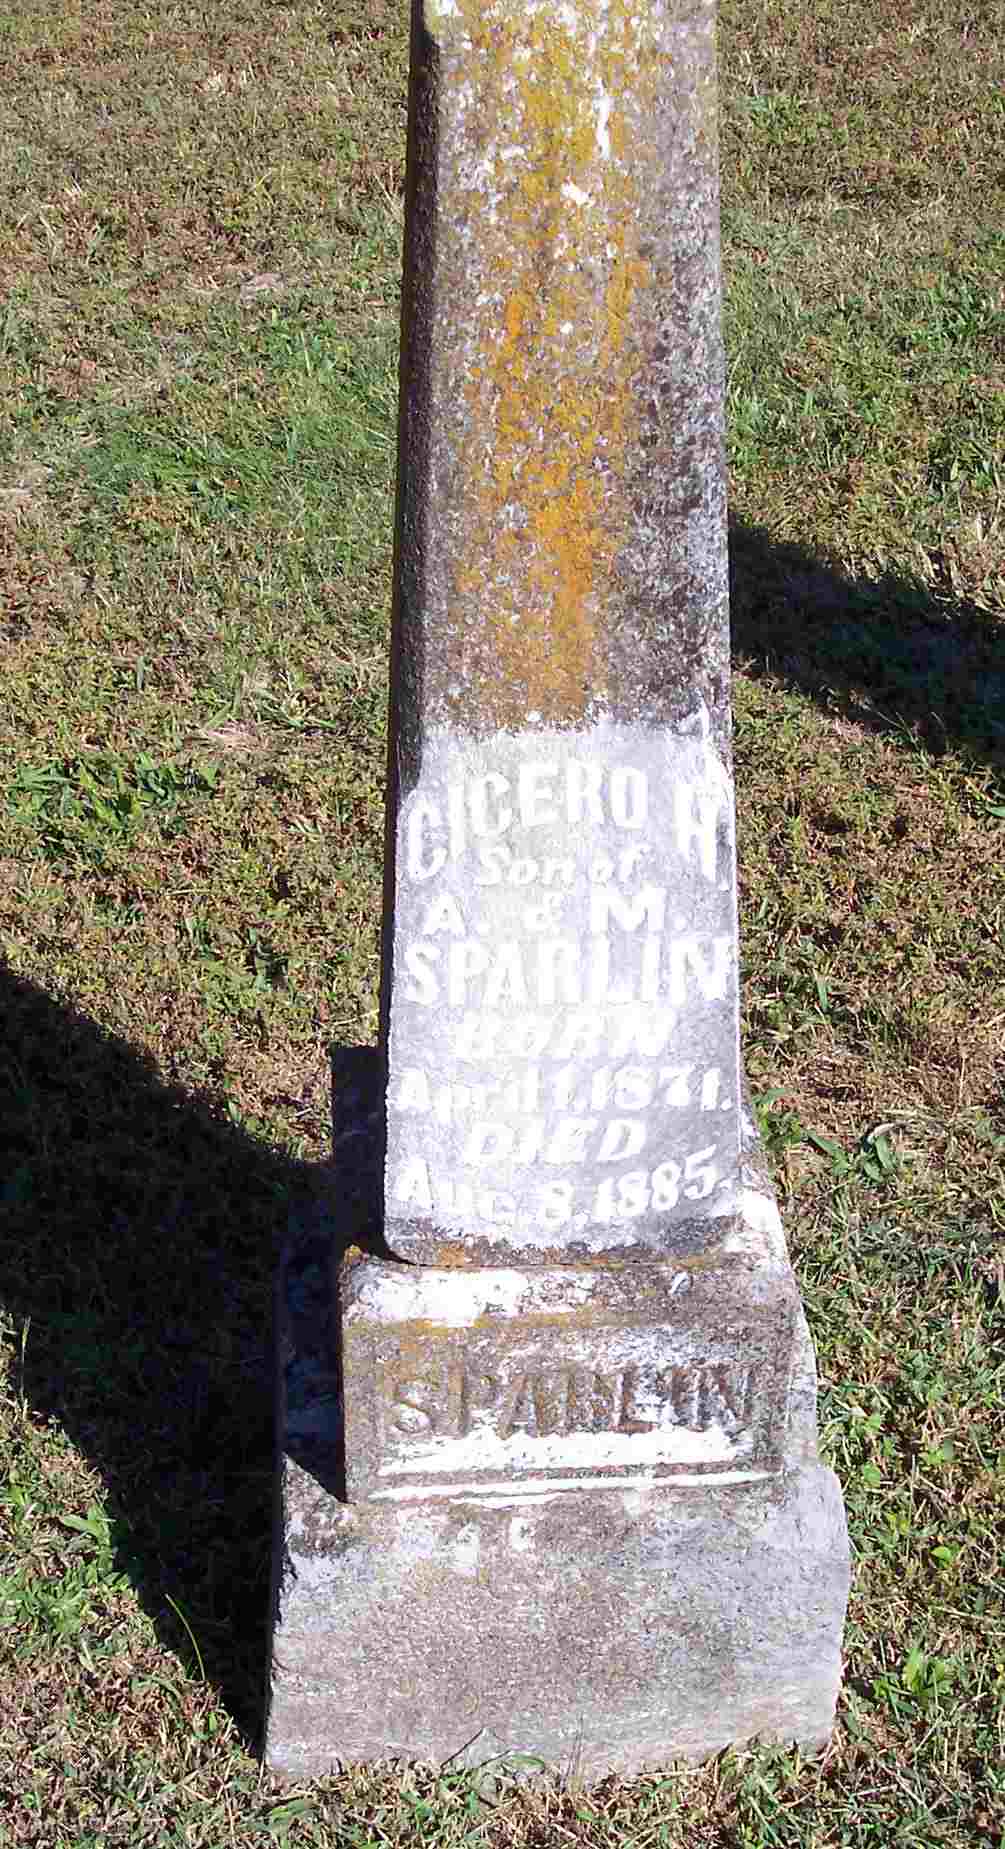 CICERO H.
Son of
A. & M.
SPARLIN
BORN
April 1, 1871.
DIED
Aug. 8, 1885.
SPARLIN